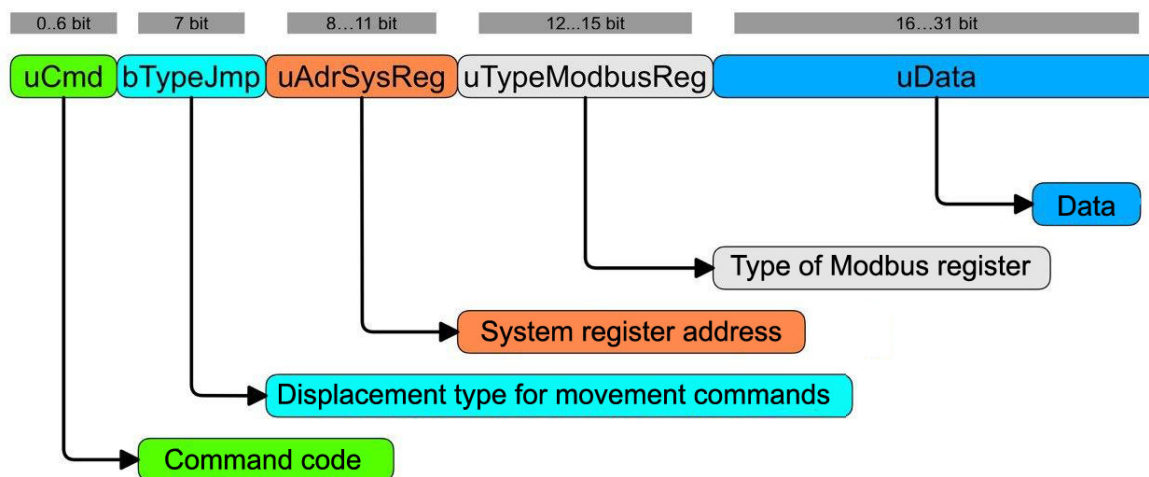 0..6 bit 7 bit 8…11 bit 12...15 bit 16…31 bit
uCmd bTypeJmp uAdrSysReg uTypeModbusReg uData
Data
Type of Modbus register
System register address
Displacement type for movement commands
Command code